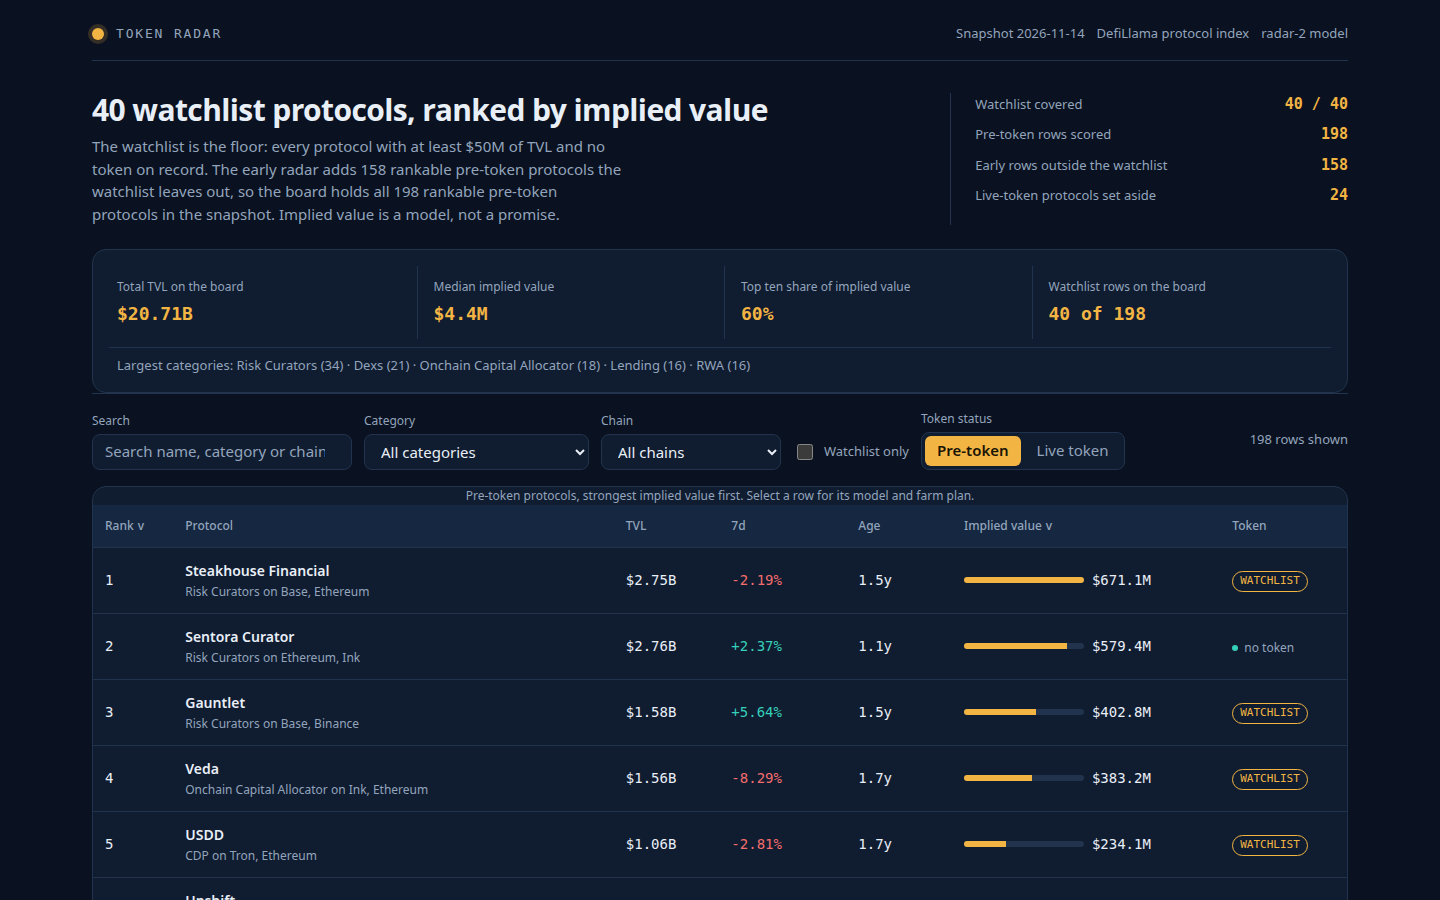 TOKEN RADAR
Snapshot 2026-11-14 DefiLlama protocol index radar-2 model
40 watchlist protocols, ranked by implied value
The watchlist is the floor: every protocol with at least $50M of TVL and no
token on record. The early radar adds 158 rankable pre-token protocols the
watchlist leaves out, so the board holds all 198 rankable pre-token
protocols in the snapshot. Implied value is a model, not a promise.
Watchlist covered 40 / 40
Pre-token rows scored 198
Early rows outside the watchlist 158
Live-token protocols set aside 24
Total TVL on the board
$20.71B
Median implied value
$4.4M
Top ten share of implied value
60%
Watchlist rows on the board
40 of 198
Largest categories: Risk Curators (34) · Dexs (21) · Onchain Capital Allocator (18) · Lending (16) · RWA (16)
Search
Search name, category or chain
Category
All categories
Chain
All chains
Watchlist only
Token status
Pre-token Live token
198 rows shown
Pre-token protocols, strongest implied value first. Select a row for its model and farm plan.
Rank v Protocol TVL 7d Age Implied value v Token
1 Steakhouse Financial $2.75B -2.19% 1.5y $671.1M WATCHLIST
Risk Curators on Base, Ethereum
2 Sentora Curator $2.76B +2.37% 1.1y $579.4M no token
Risk Curators on Ethereum, Ink
3 Gauntlet $1.58B +5.64% 1.5y $402.8M WATCHLIST
Risk Curators on Base, Binance
4 Veda $1.56B -8.29% 1.7y $383.2M WATCHLIST
Onchain Capital Allocator on Ink, Ethereum
5 USDD $1.06B -2.81% 1.7y $234.1M WATCHLIST
CDP on Tron, Ethereum